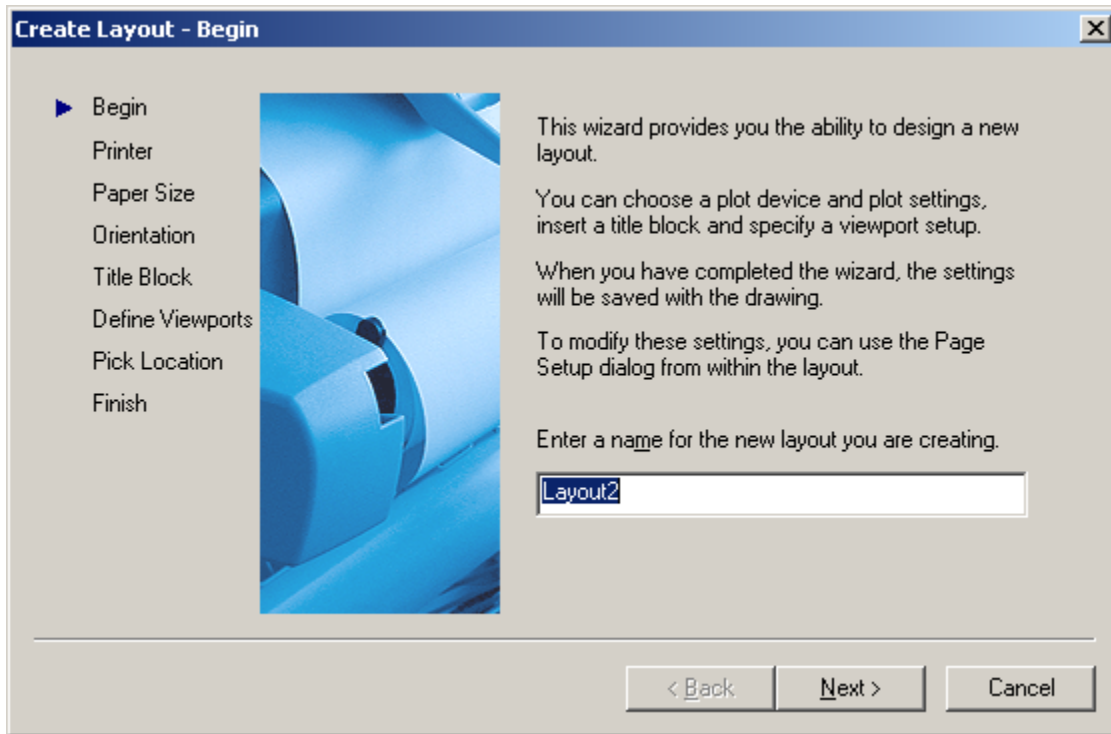 Create Layout - Begin
Begin
Printer
Paper Size
Orientation
Title Block
Define Viewports
Pick Location
Finish
This wizard provides you the ability to design a new
layout.
You can choose a plot device and plot settings,
insert a title block and specify a viewport setup.
When you have completed the wizard, the settings
will be saved with the drawing.
To modify these settings, you can use the Page
Setup dialog from within the layout.
Enter a name for the new layout you are creating.
Layout2
< Back
Next >
Cancel